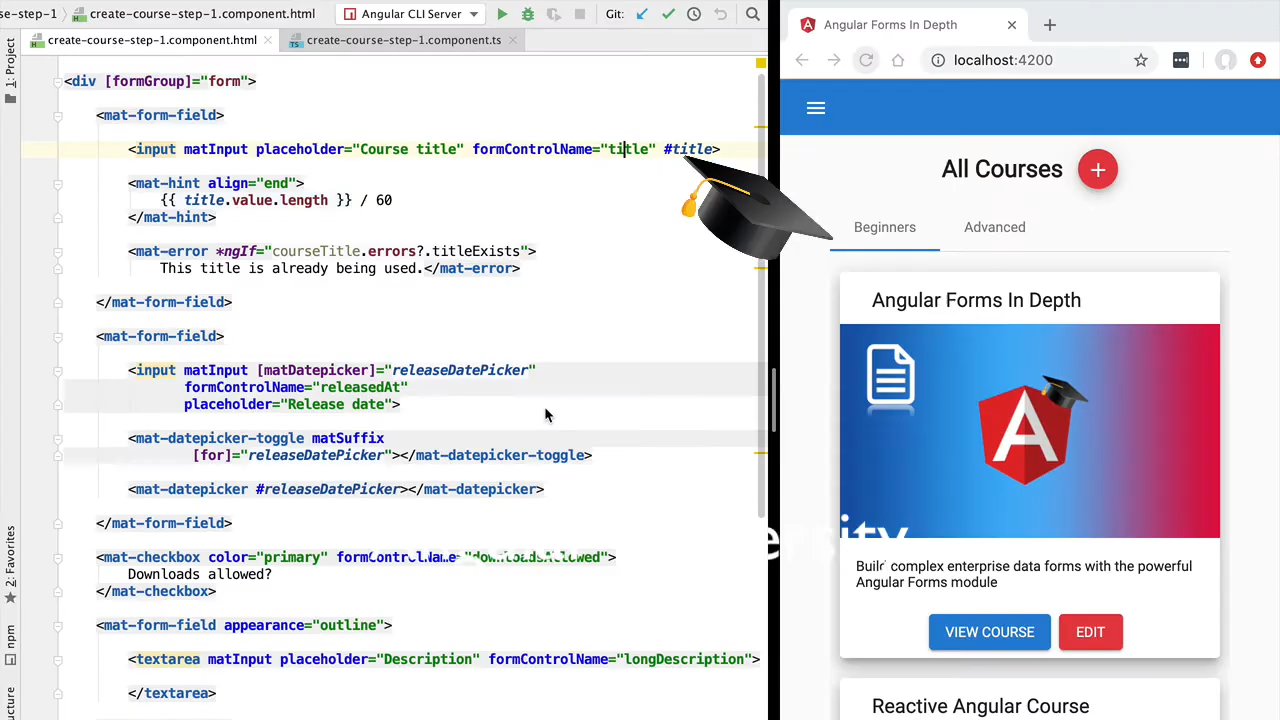 se-step-1
create-course-step-1.component.html
Angular CLI Server
Git:
create-course-step-1.component.html
create-course-step-1.component.ts
1: Project
<div [formGroup]="form">
<mat-form-field>
<input matInput placeholder="Course title" formControlName="title" #title>
<mat-hint align="end">
{{ title.value.length }} / 60
</mat-hint>
<mat-error *ngIf="courseTitle.errors?.titleExists">
This title is already being used.</mat-error>
</mat-form-field>
<mat-form-field>
<input matInput [matDatepicker]="releaseDatePicker"
formControlName="releasedAt"
placeholder="Release date">
<mat-datepicker-toggle matSuffix
[for]="releaseDatePicker"></mat-datepicker-toggle>
<mat-datepicker #releaseDatePicker></mat-datepicker>
</mat-form-field>
<mat-checkbox color="primary" formControlName="downloadsAllowed">
Downloads allowed?
</mat-checkbox>
<mat-form-field appearance="outline">
<textarea matInput placeholder="Description" formControlName="longDescription">
</textarea>
2: Favorites
npm
ucture
Angular Forms In Depth
localhost:4200
All Courses
Beginners
Advanced
Angular Forms In Depth
ersity
Build complex enterprise data forms with the powerful
Angular Forms module
VIEW COURSE
EDIT
Reactive Angular Course